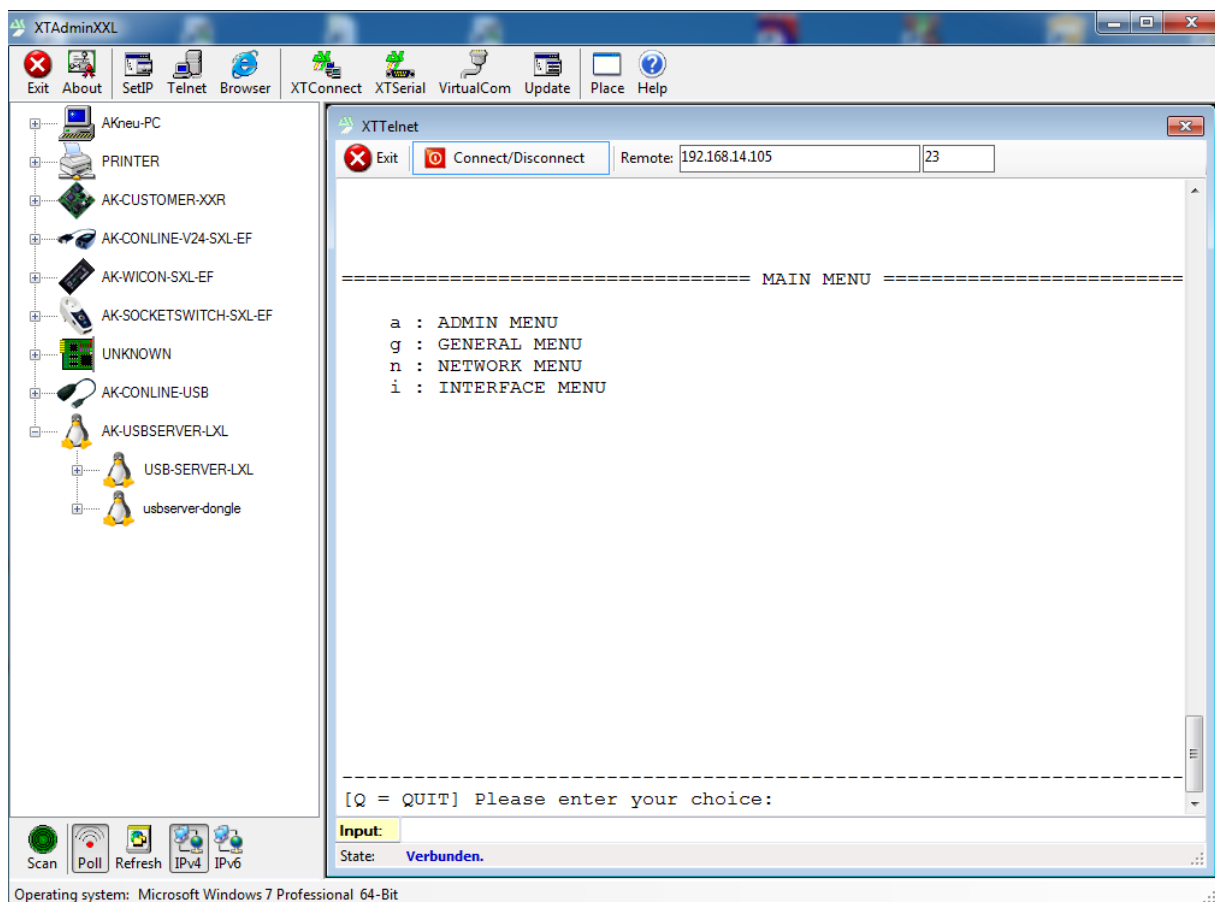 XTAdminXXL
Exit About SetIP Telnet Browser XTConnect XTSerial VirtualCom Update Place Help
AKneu-PC
PRINTER
AK-CUSTOMER-XXR
AK-CONLINE-V24-SXL-EF
AK-WICON-SXL-EF
AK-SOCKETSWITCH-SXL-EF
UNKNOWN
AK-CONLINE-USB
AK-USBSERVER-LXL
USB-SERVER-LXL
usbserver-dongle
XTTelnet
Exit Connect/Disconnect Remote: 192.168.14.105 23
================================== MAIN MENU =========================
a : ADMIN MENU
g : GENERAL MENU
n : NETWORK MENU
i : INTERFACE MENU
----------------------------------------------------------------------
[Q = QUIT] Please enter your choice:
Input:
State: Verbunden.
Scan Poll Refresh IPv4 IPv6
Operating system: Microsoft Windows 7 Professional 64-Bit